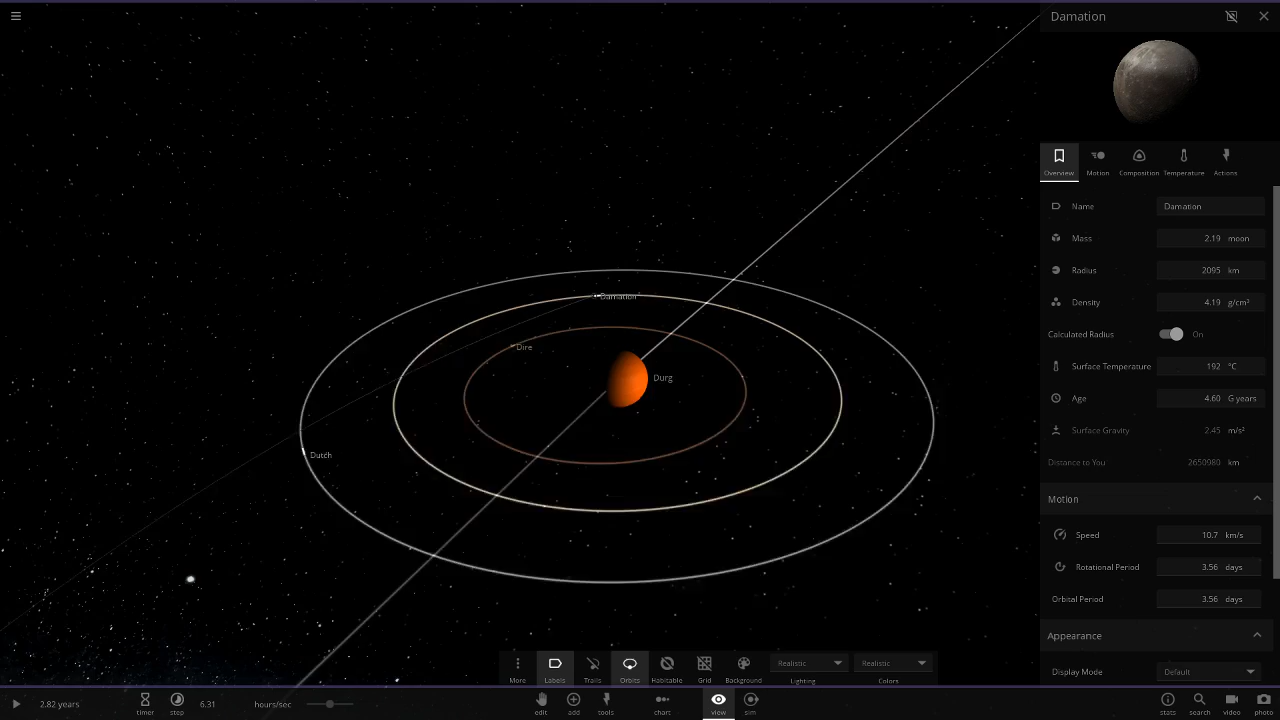 Damation
Overview Motion Composition Temperature Actions
Name Damation
Mass 2.19 moon
Radius 2095 km
Density 4.19 g/cm³
Calculated Radius On
Surface Temperature 192 °C
Age 4.60 G years
Surface Gravity 2.45 m/s²
Distance to You 2650980 km
Motion
Speed 10.7 km/s
Rotational Period 3.56 days
Orbital Period 3.56 days
Appearance
Display Mode Default
Damation
Dire
Durg
Dutch
More Labels Trails Orbits Habitable Grid Background
Realistic Realistic
Lighting Colors
2.82 years timer step 6.31 hours/sec edit add tools chart view sim stats search video photo